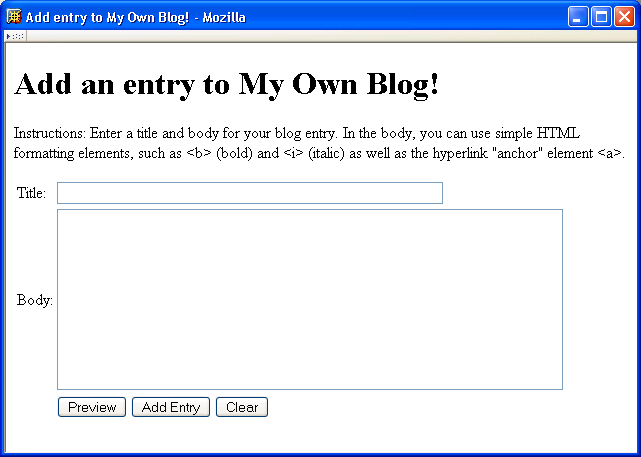 Add entry to My Own Blog! - Mozilla
Add an entry to My Own Blog!
Instructions: Enter a title and body for your blog entry. In the body, you can use simple HTML
formatting elements, such as <b> (bold) and <i> (italic) as well as the hyperlink "anchor" element <a>.
Title:
Body:
Preview Add Entry Clear